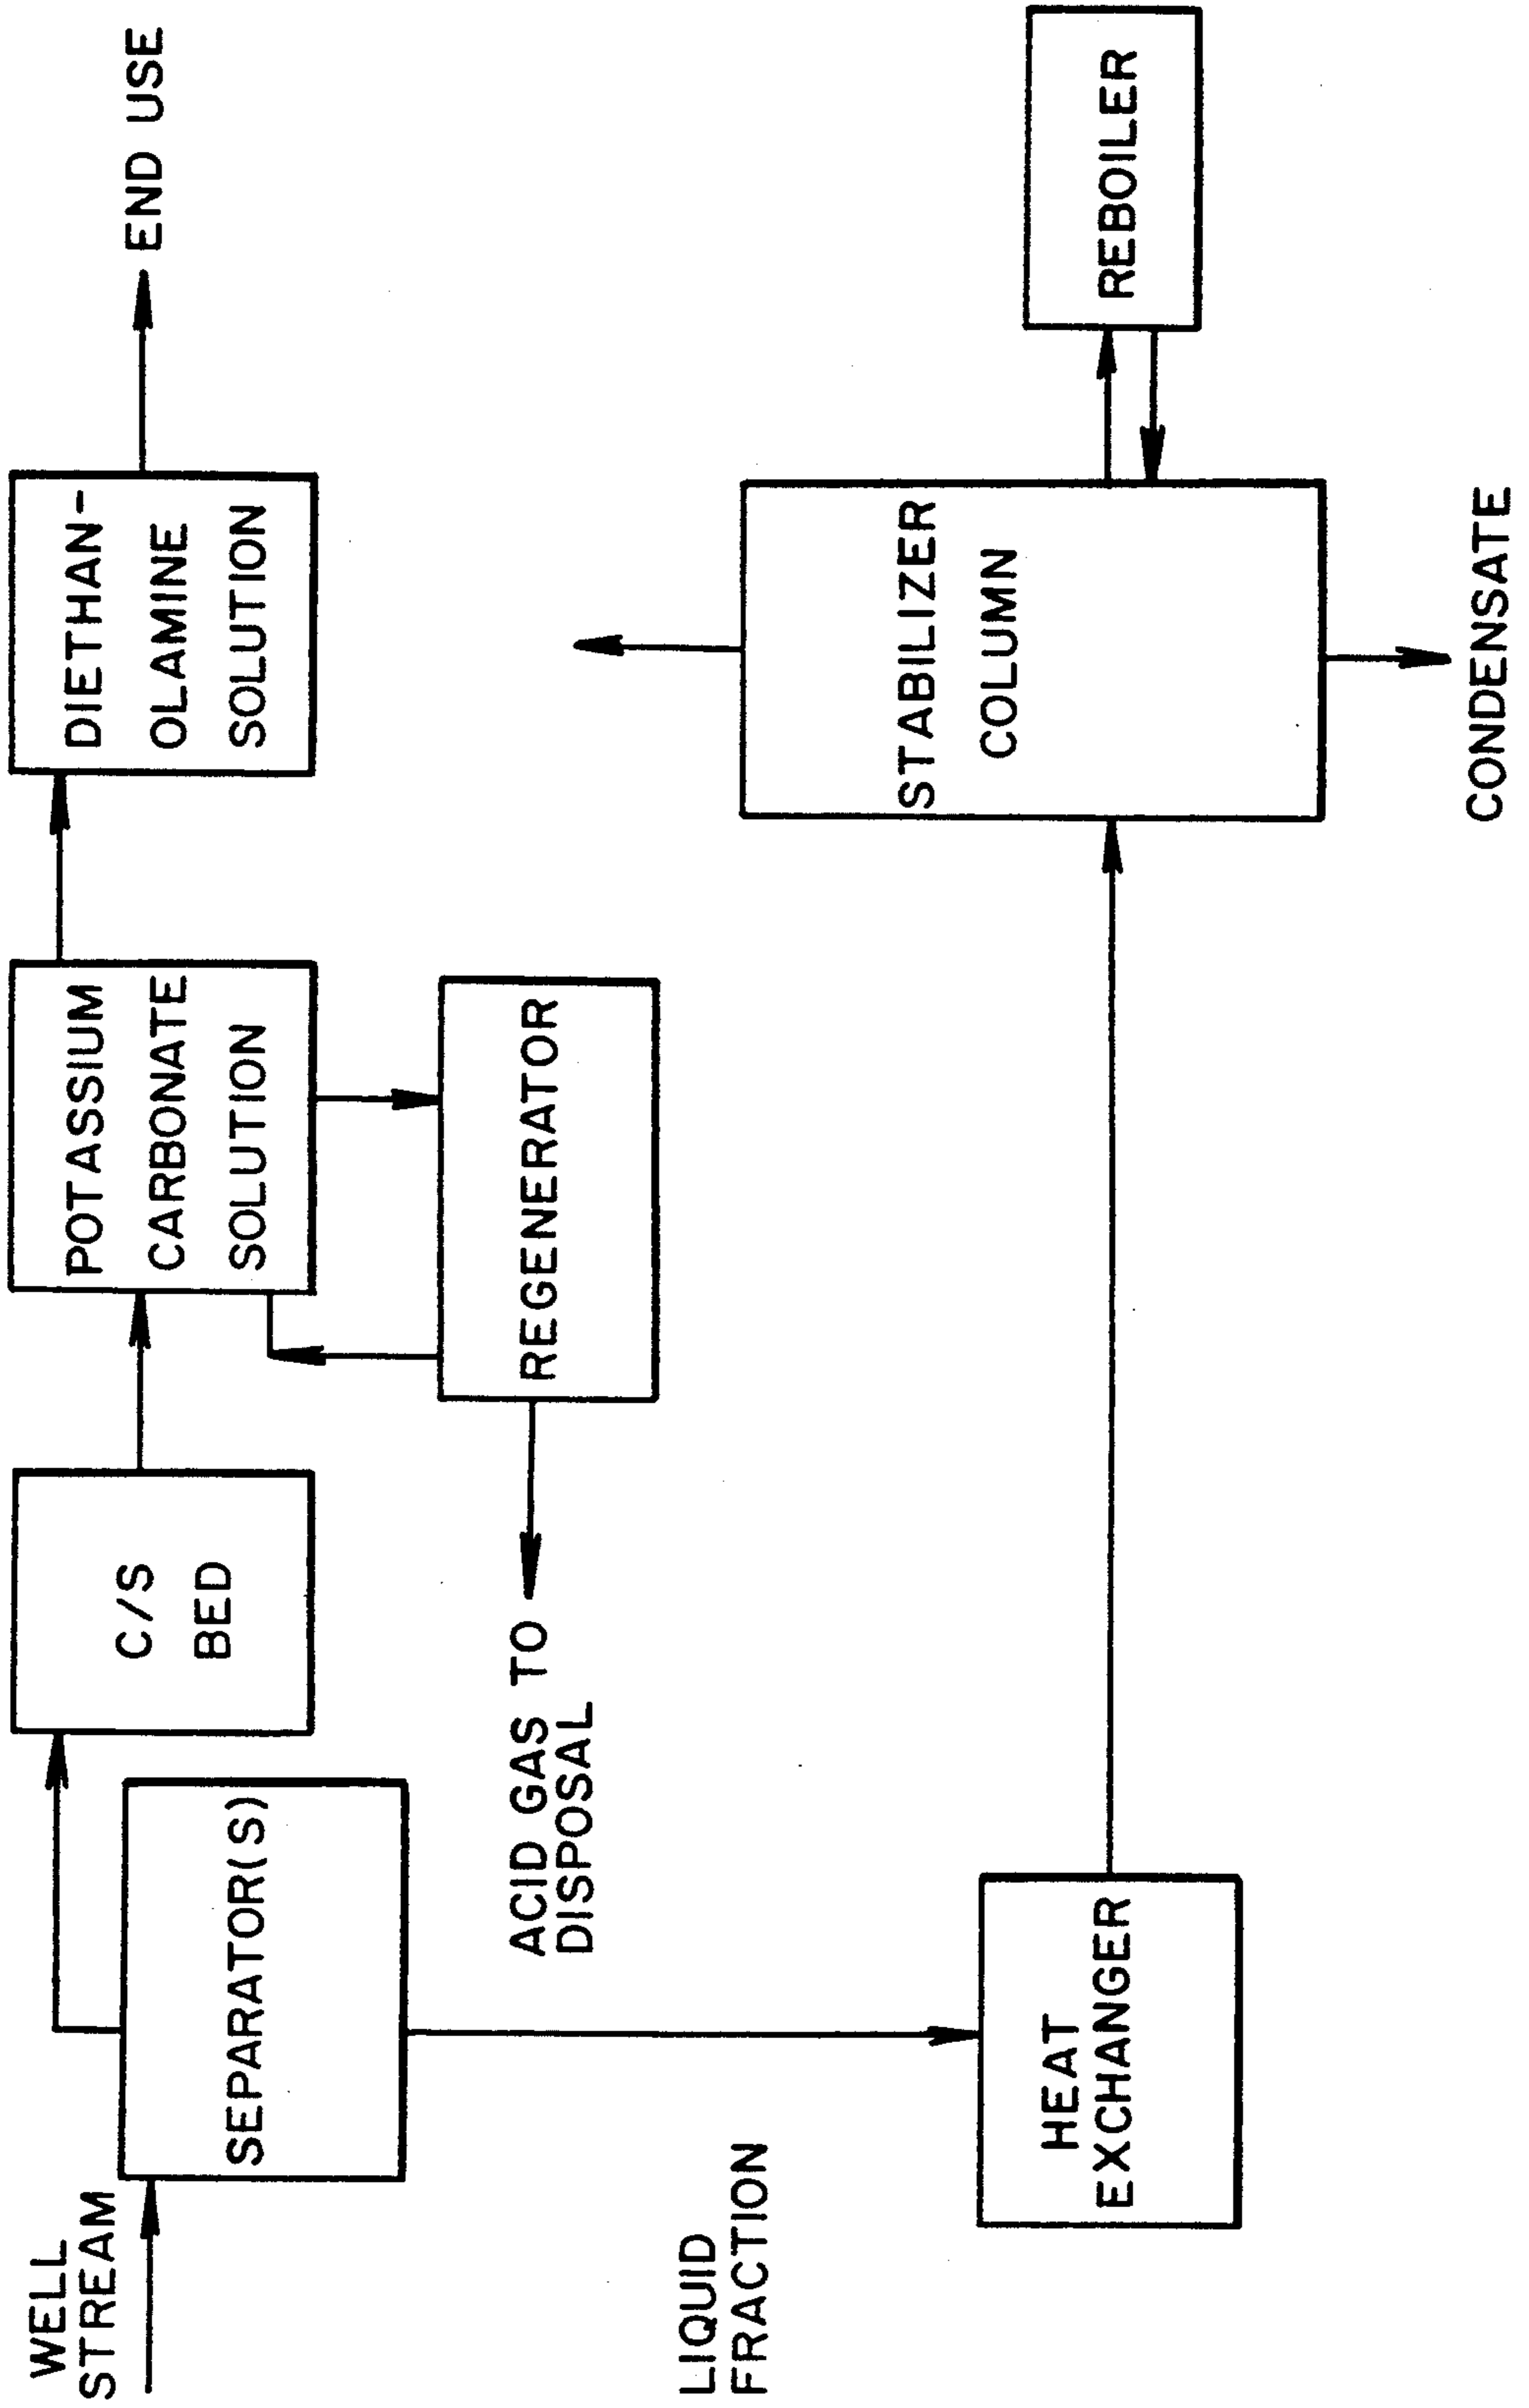 WELL
STREAM
SEPARATOR(S)
C/S
BED
POTASSIUM
CARBONATE
SOLUTION
DIETHAN-
OLAMINE
SOLUTION
END USE
REGENERATOR
ACID GAS TO
DISPOSAL
LIQUID
FRACTION
HEAT
EXCHANGER
STABILIZER
COLUMN
REBOILER
CONDENSATE